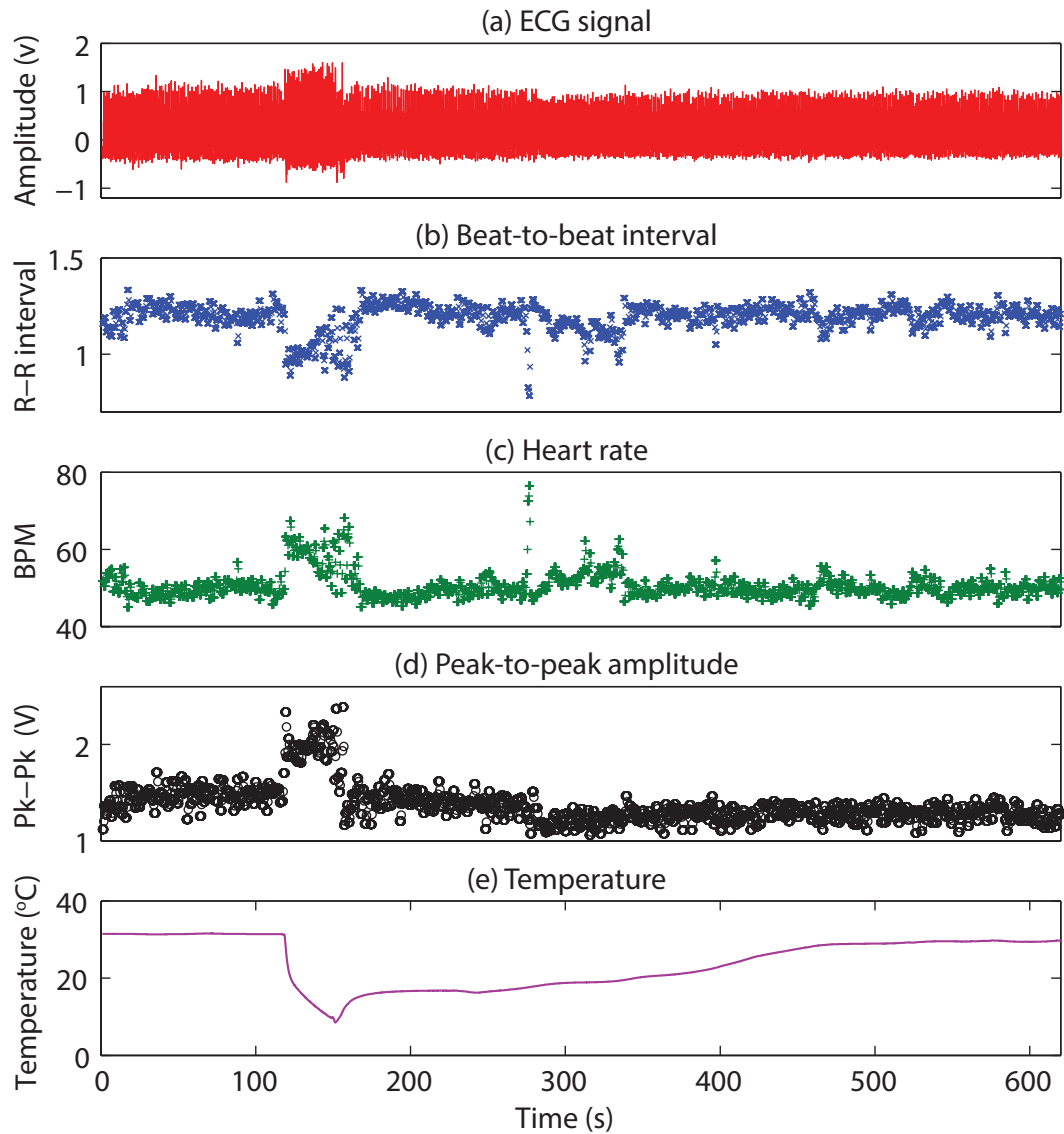 (a) ECG signal
Amplitude (v)
2
1
0
−1
(b) Beat-to-beat interval
R−R interval
1.5
1
(c) Heart rate
BPM
80
60
40
(d) Peak-to-peak amplitude
Pk−Pk (V)
2
1
(e) Temperature
Temperature (°C)
40
20
0
0 100 200 300 400 500 600
Time (s)